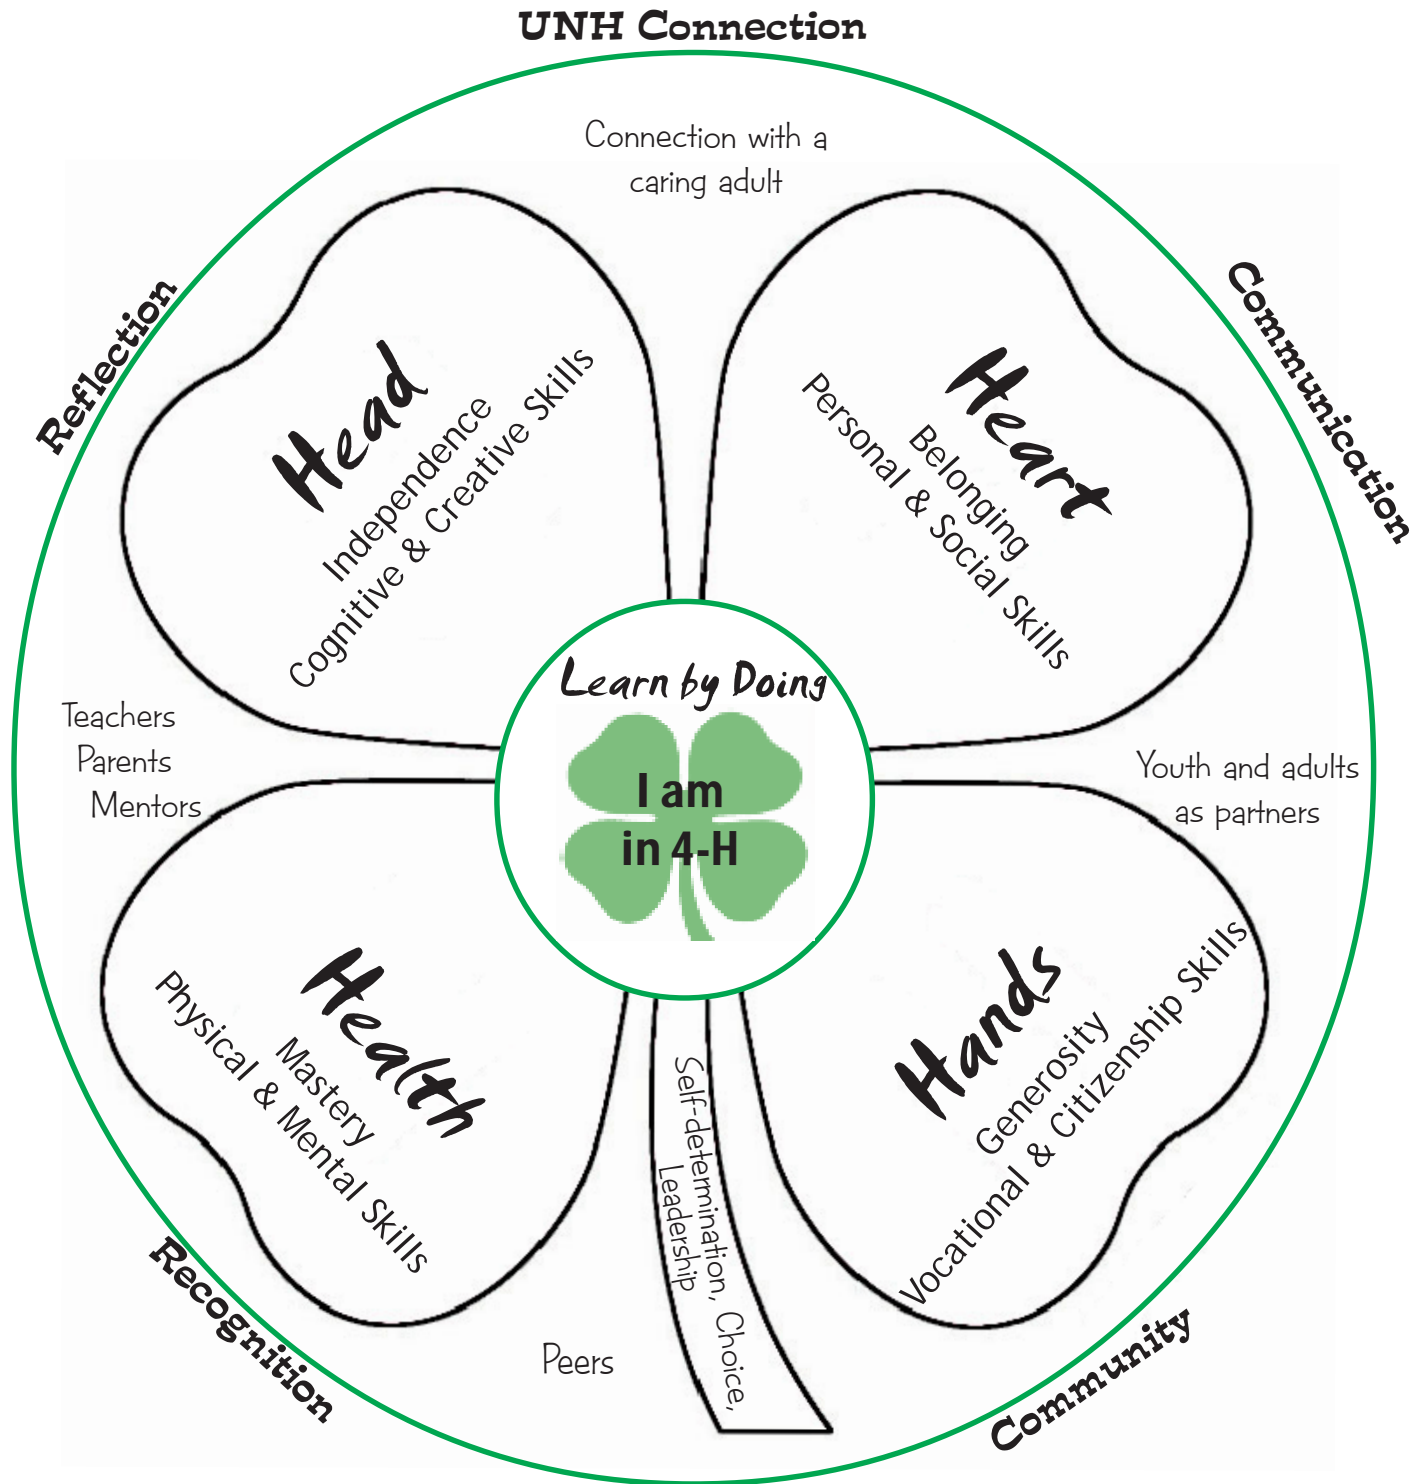 UNH Connection
Connection with a
caring adult
Reflection
Communication
Head
Independence
Cognitive & Creative Skills
Heart
Belonging
Personal & Social Skills
Learn by Doing
I am
in 4-H
Teachers
Parents
Mentors
Youth and adults
as partners
Health
Mastery
Physical & Mental Skills
Hands
Generosity
Vocational & Citizenship Skills
Self-determination, Choice,
Leadership
Peers
Recognition
Community